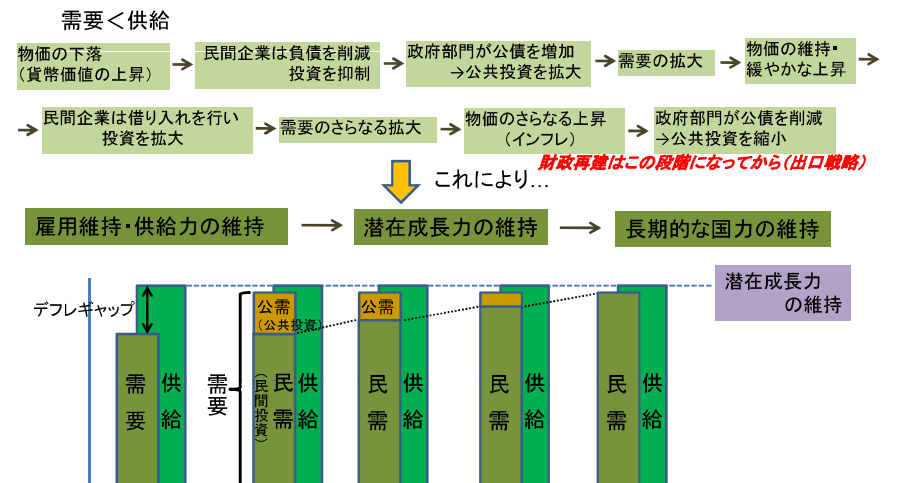 需要＜供給
物価の下落
（貨幣価値の上昇）
民間企業は負債を削減
投資を抑制
政府部門が公債を増加
→公共投資を拡大
需要の拡大
物価の維持・
緩やかな上昇
民間企業は借り入れを行い
投資を拡大
需要のさらなる拡大
物価のさらなる上昇
（インフレ）
政府部門が公債を削減
→公共投資を縮小
財政再建はこの段階になってから（出口戦略）
これにより…
雇用維持・供給力の維持
潜在成長力の維持
長期的な国力の維持
潜在成長力
の維持
デフレギャップ
需要
供給
需要
公需
（公共投資）
民需
（民間投資）
供給
公需
民需
供給
民需
供給
民需
供給